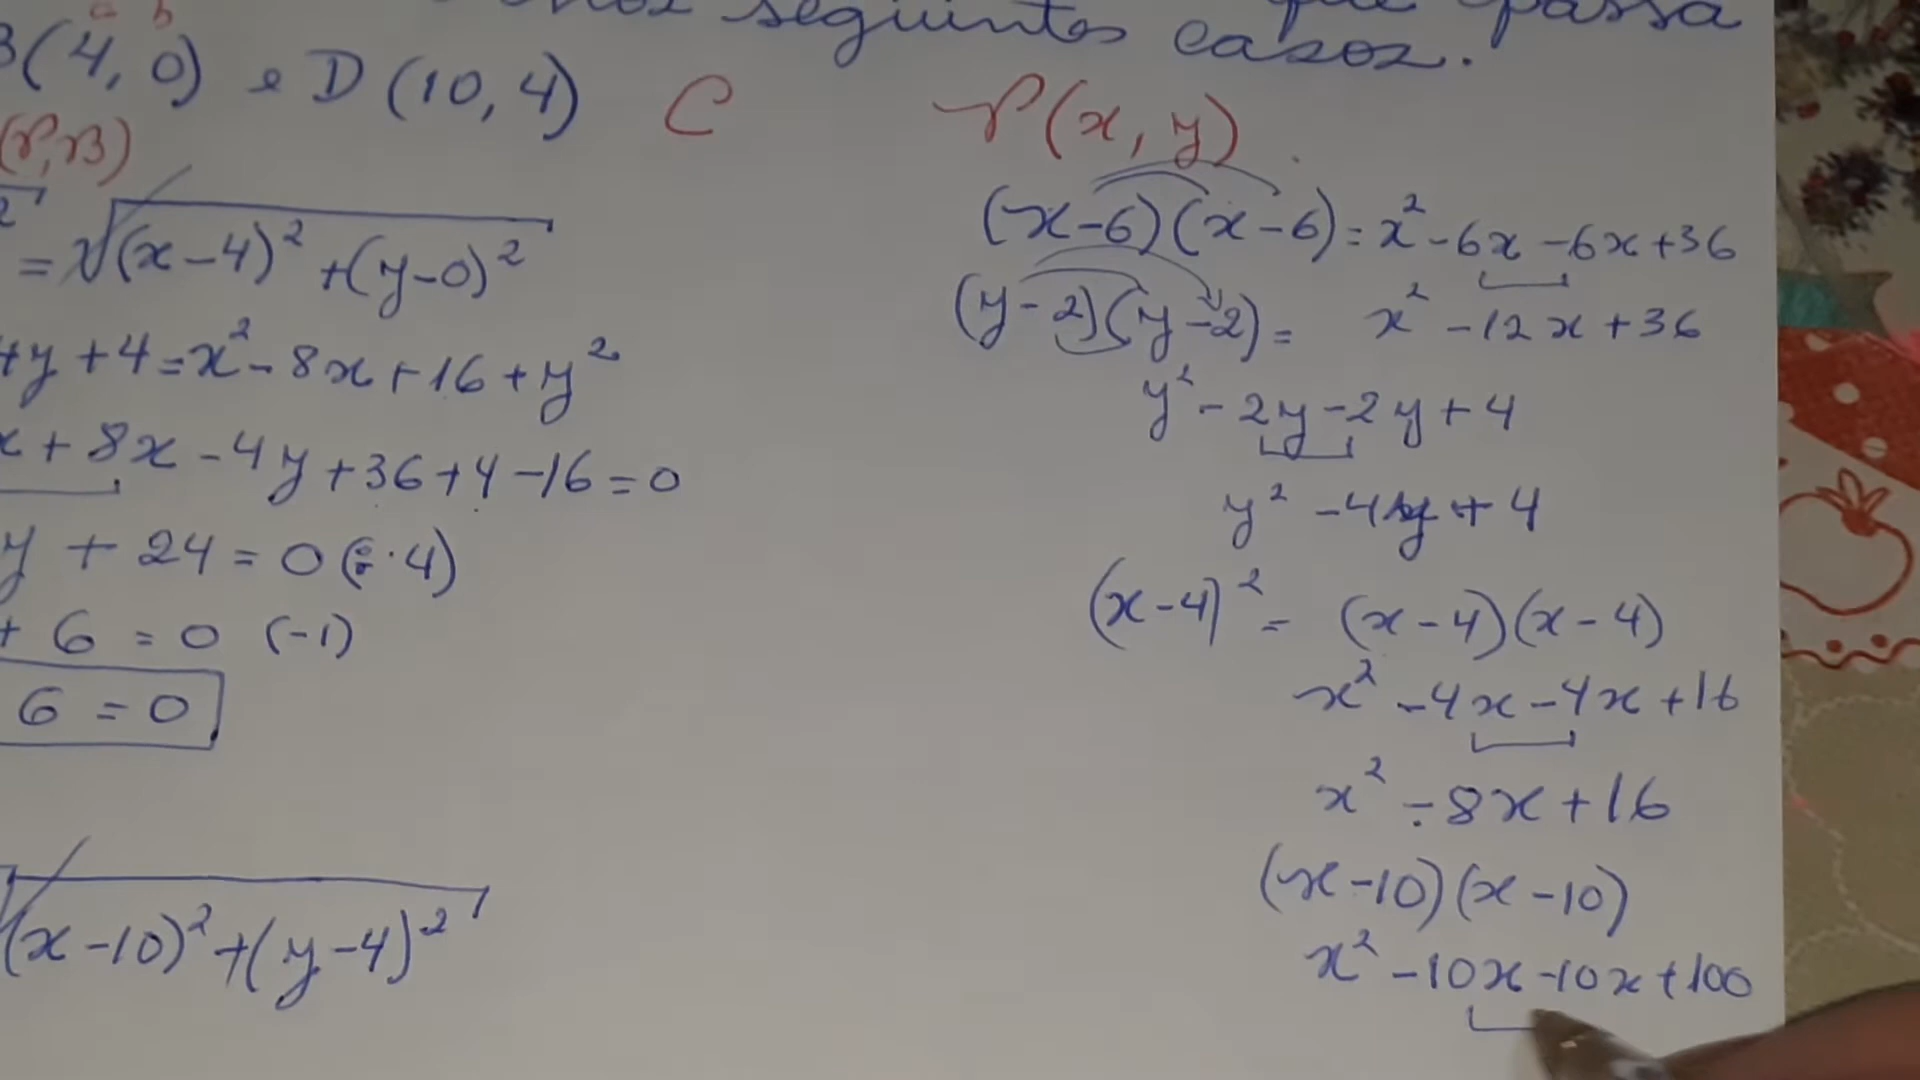 a b
nos seguintes que passa
casos.
B(4, 0) e D (10, 4) C P(x, y)
(P, B)
= √(x-4)² + (y-0)²
+y + 4 = x² - 8x + 16 + y²
x + 8x - 4y + 36 + 4 - 16 = 0
y + 24 = 0 (÷ 4)
+ 6 = 0 (-1)
6 = 0
√(x-10)² + (y-4)²
(x-6)(x-6) = x² - 6x - 6x + 36
x² - 12x + 36
(y-2)(y-2) =
y² - 2y - 2y + 4
y² - 4y + 4
(x-4)² = (x-4)(x-4)
x² - 4x - 4x + 16
x² - 8x + 16
(x-10)(x-10)
x² - 10x - 10x + 100